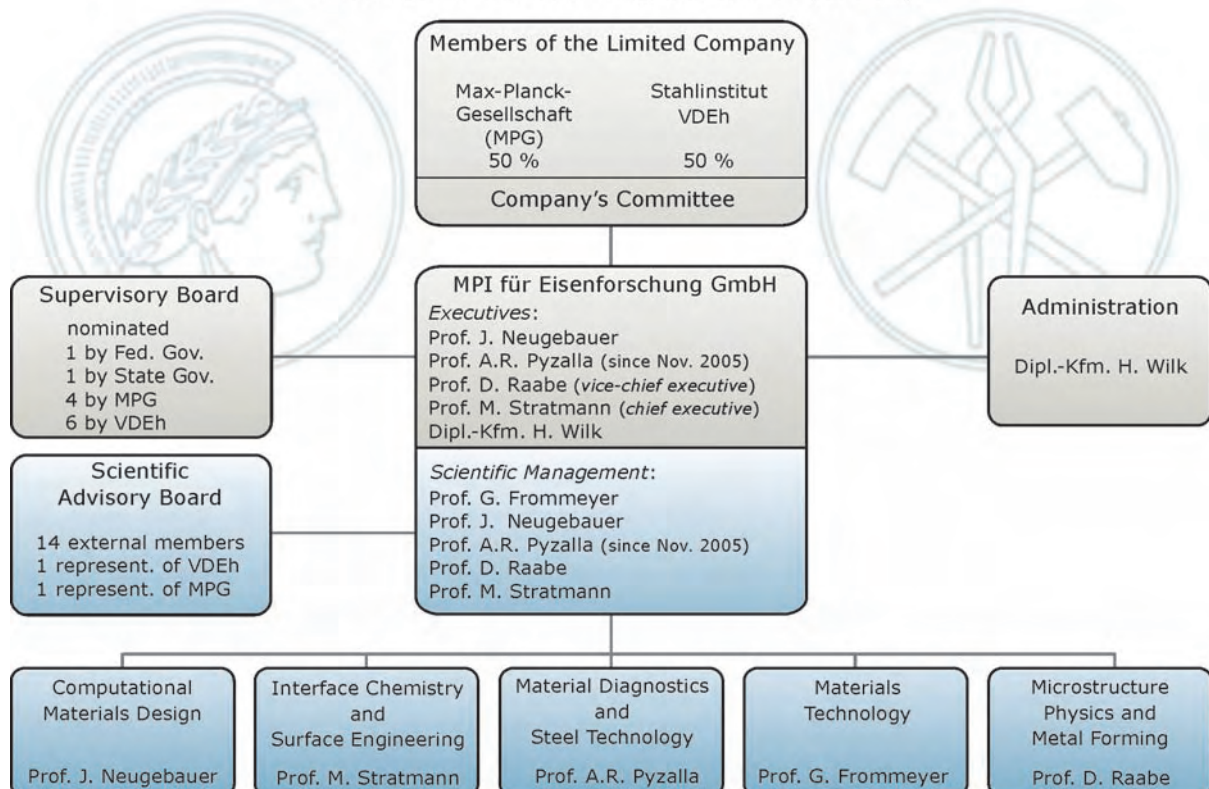 Members of the Limited Company
Max-Planck-
Gesellschaft
(MPG)
50 %
Stahlinstitut
VDEh
50 %
Company's Committee
Supervisory Board
nominated
1 by Fed. Gov.
1 by State Gov.
4 by MPG
6 by VDEh
MPI für Eisenforschung GmbH
Executives:
Prof. J. Neugebauer
Prof. A.R. Pyzalla (since Nov. 2005)
Prof. D. Raabe (vice-chief executive)
Prof. M. Stratmann (chief executive)
Dipl.-Kfm. H. Wilk
Administration
Dipl.-Kfm. H. Wilk
Scientific
Advisory Board
14 external members
1 represent. of VDEh
1 represent. of MPG
Scientific Management:
Prof. G. Frommeyer
Prof. J. Neugebauer
Prof. A.R. Pyzalla (since Nov. 2005)
Prof. D. Raabe
Prof. M. Stratmann
Computational
Materials Design
Prof. J. Neugebauer
Interface Chemistry
and
Surface Engineering
Prof. M. Stratmann
Material Diagnostics
and
Steel Technology
Prof. A.R. Pyzalla
Materials
Technology
Prof. G. Frommeyer
Microstructure
Physics and
Metal Forming
Prof. D. Raabe